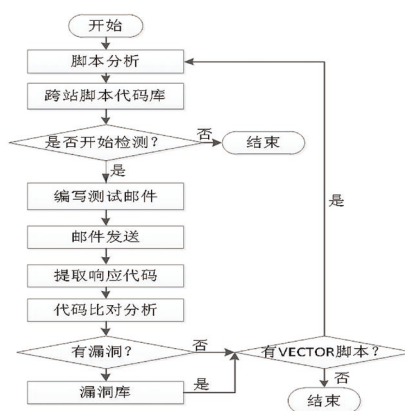 开始
脚本分析
跨站脚本代码库
是否开始检测？
否
结束
是
编写测试邮件
邮件发送
提取响应代码
代码比对分析
有漏洞？
否
漏洞库
是
有VECTOR脚本？
是
否
结束